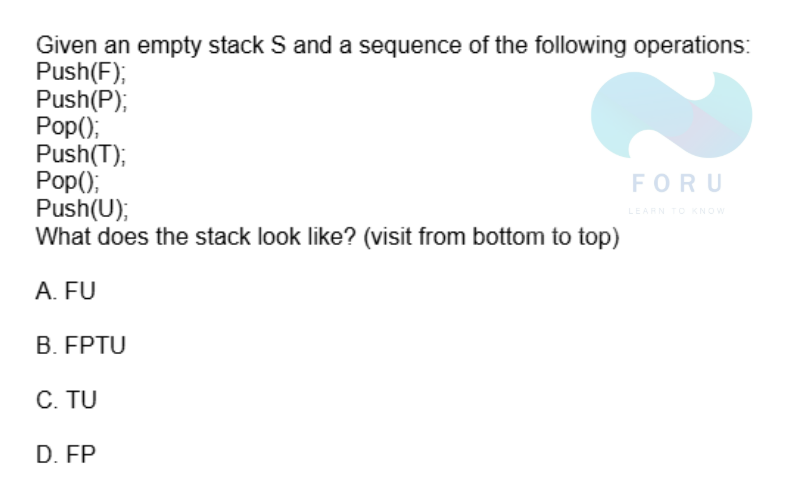 Given an empty stack S and a sequence of the following operations:
Push(F);
Push(P);
Pop();
Push(T);
Pop();
Push(U);
What does the stack look like? (visit from bottom to top)
A. FU
B. FPTU
C. TU
D. FP
FORU
LEARN TO KNOW